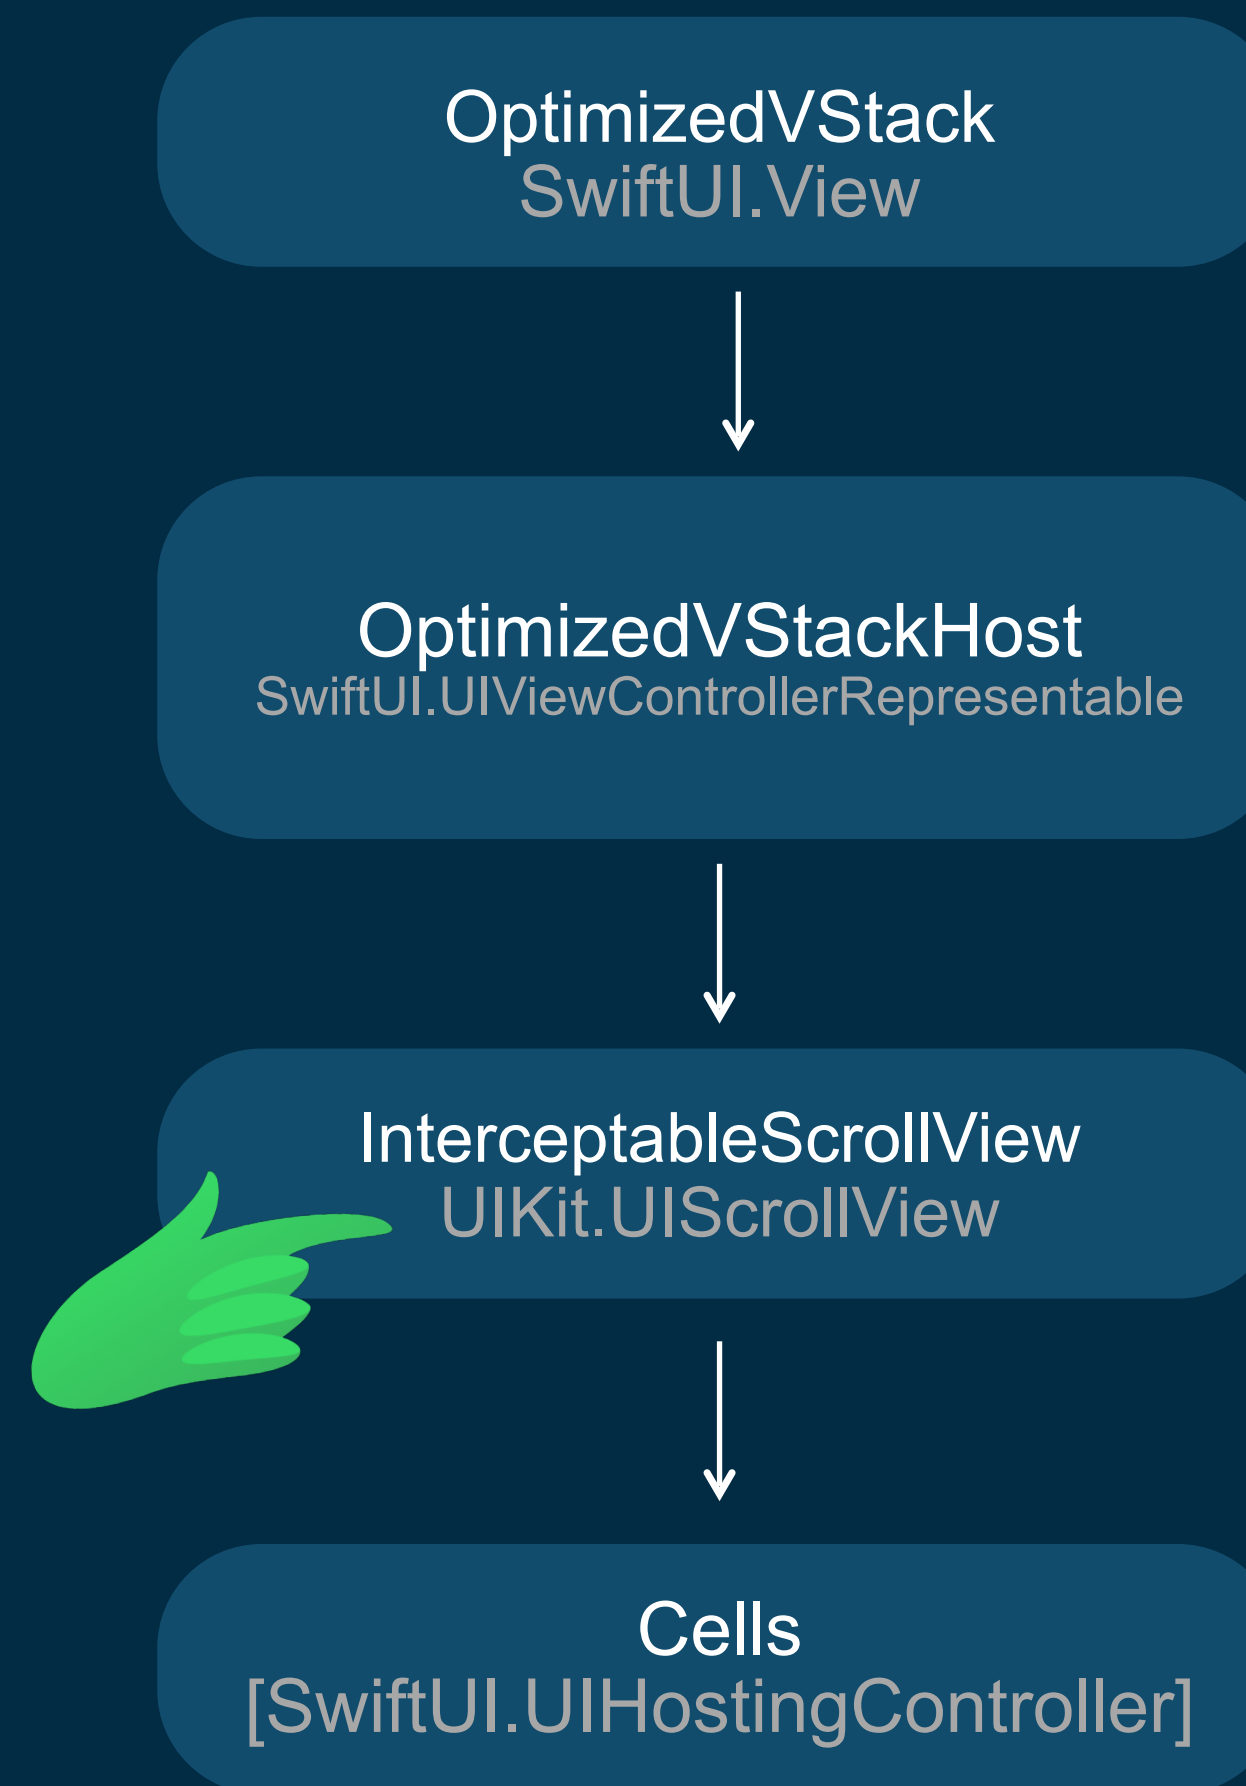 OptimizedVStack
SwiftUI.View
OptimizedVStackHost
SwiftUI.UIViewControllerRepresentable
InterceptableScrollView
UIKit.UIScrollView
Cells
[SwiftUI.UIHostingController]